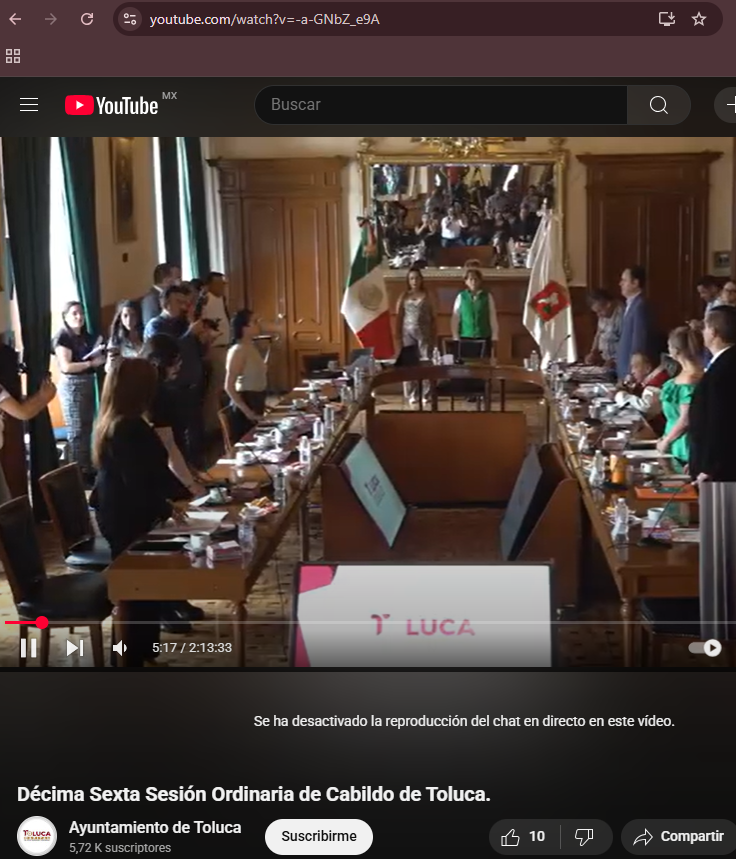 youtube.com/watch?v=-a-GNbZ_e9A
YouTube MX
Buscar
T LUCA
5:17 / 2:13:33
Se ha desactivado la reproducción del chat en directo en este vídeo.
Décima Sexta Sesión Ordinaria de Cabildo de Toluca.
TOLUCA
Ayuntamiento de Toluca
5,72 K suscriptores
Suscribirme
10
Compartir